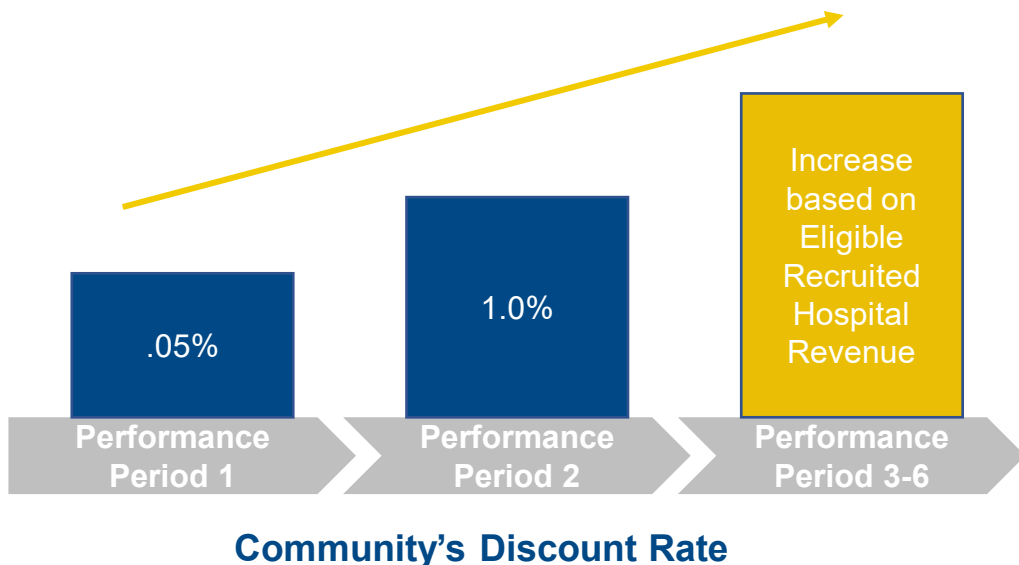 .05%
1.0%
Increase
based on
Eligible
Recruited
Hospital
Revenue
Performance
Period 1
Performance
Period 2
Performance
Period 3-6
Community’s Discount Rate